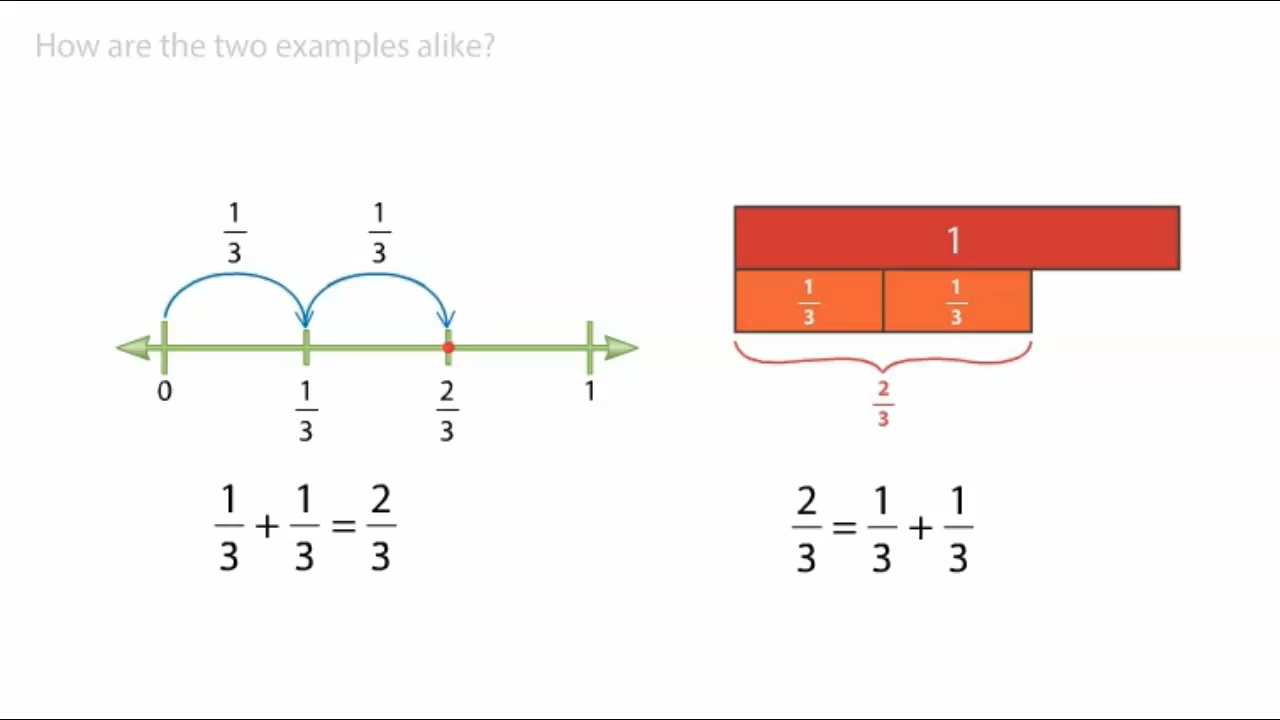 How are the two examples alike?
1/3 1/3
0 1/3 2/3 1
1/3 + 1/3 = 2/3
1
1/3 1/3
2/3
2/3 = 1/3 + 1/3